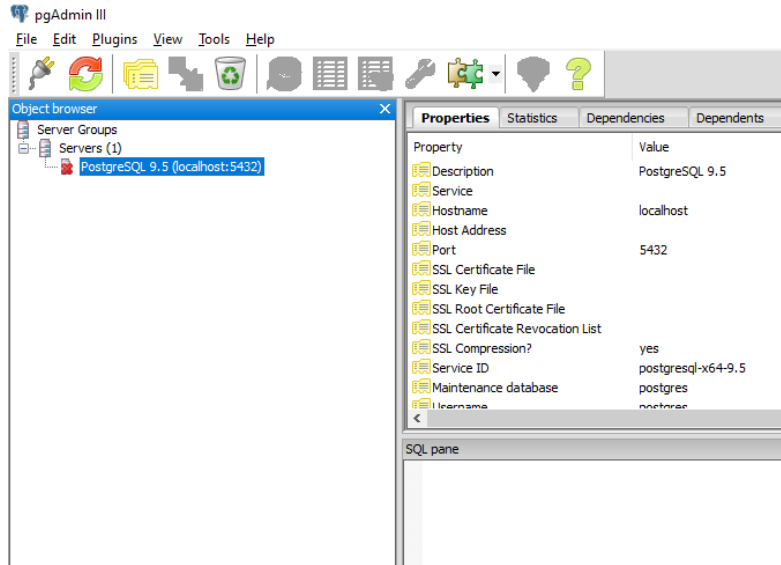 pgAdmin III
File Edit Plugins View Tools Help
Object browser
Server Groups
Servers (1)
PostgreSQL 9.5 (localhost:5432)
Properties Statistics Dependencies Dependents
Property Value
Description PostgreSQL 9.5
Service
Hostname localhost
Host Address
Port 5432
SSL Certificate File
SSL Key File
SSL Root Certificate File
SSL Certificate Revocation List
SSL Compression? yes
Service ID postgresql-x64-9.5
Maintenance database postgres
Username postgres
SQL pane